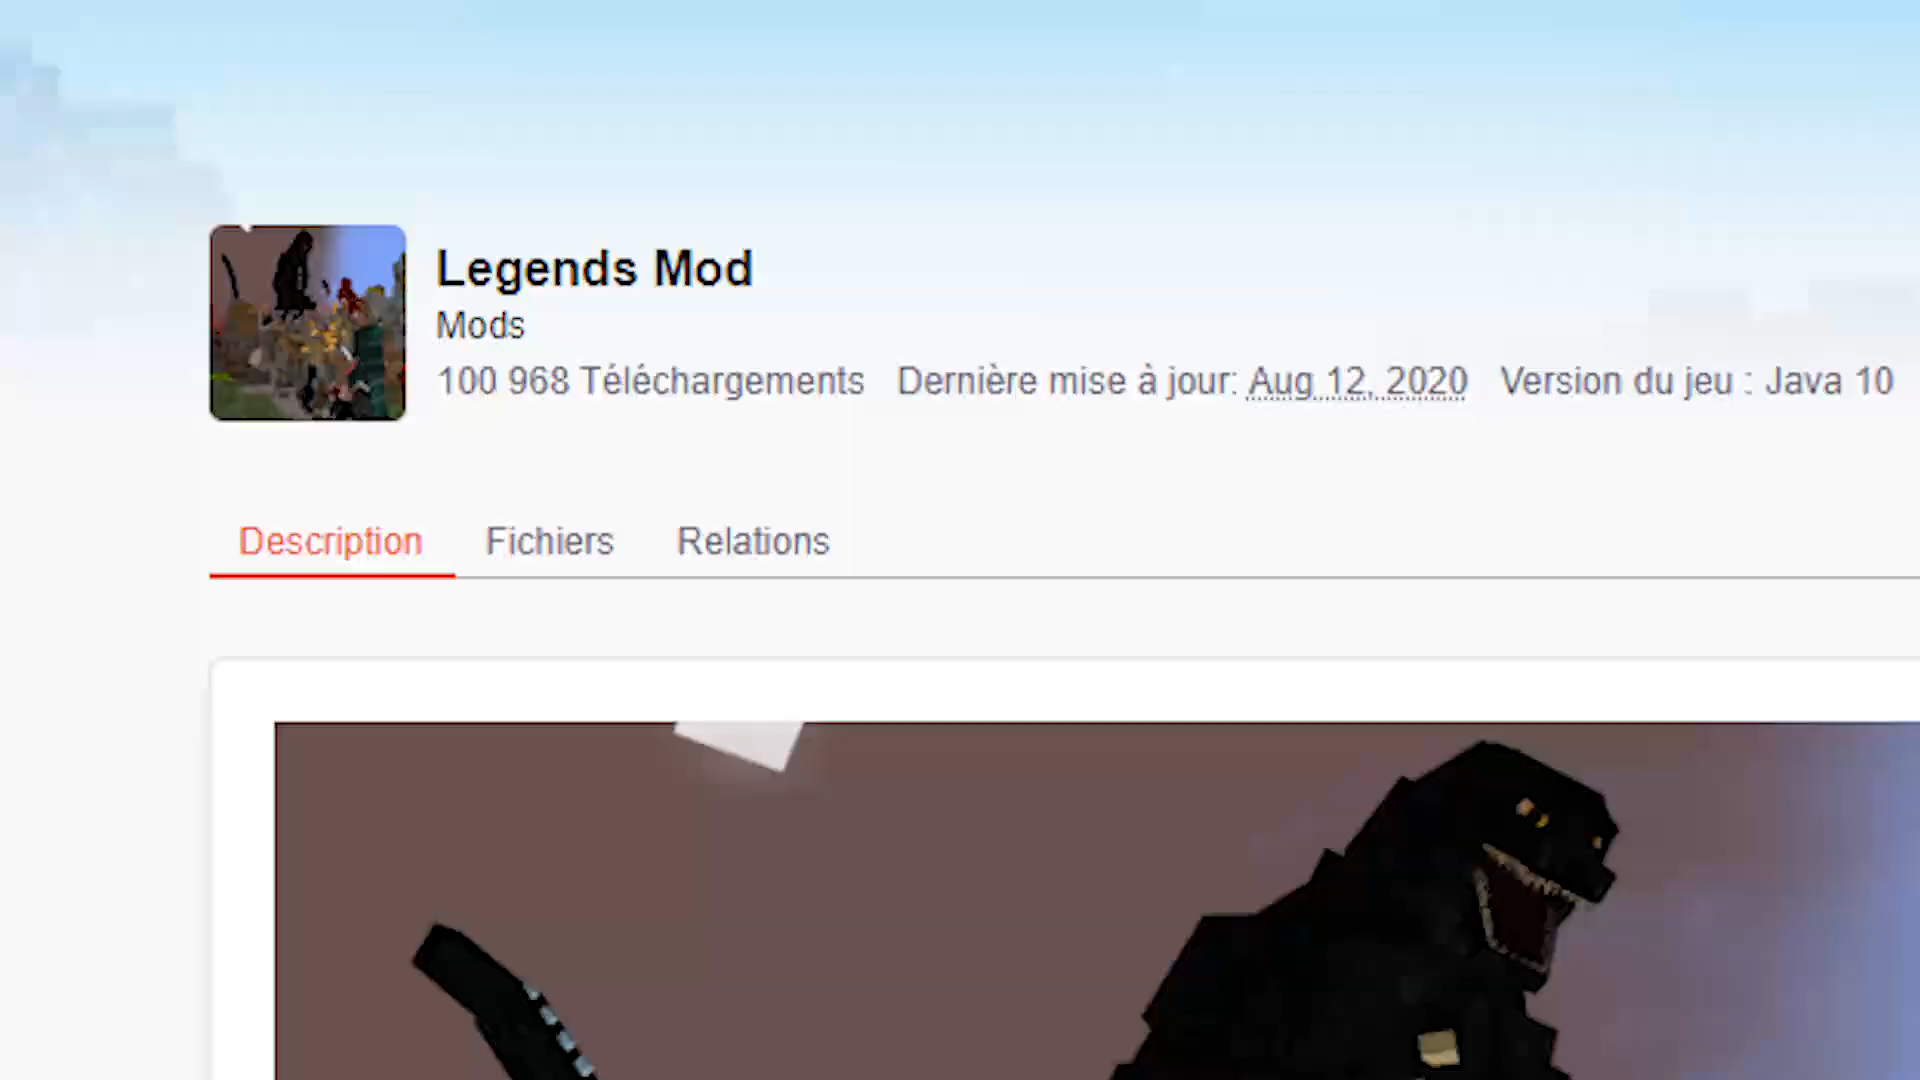 Legends Mod
Mods
100 968 Téléchargements Dernière mise à jour: Aug 12, 2020 Version du jeu : Java 10
Description Fichiers Relations